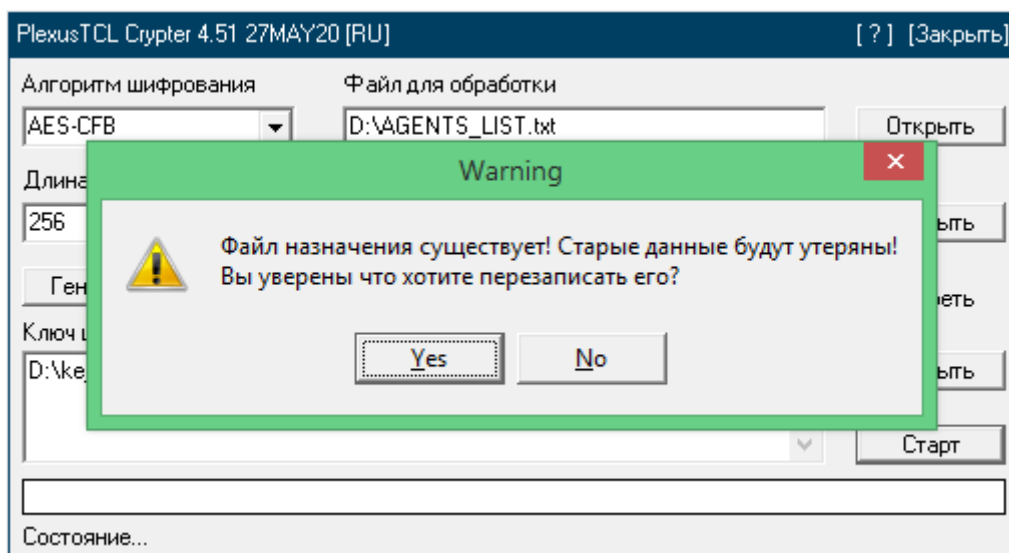 PlexusTCL Crypter 4.51 27MAY20 [RU] [ ? ] [Закрыть]
Алгоритм шифрования Файл для обработки
AES-CFB D:\AGENTS_LIST.txt Открыть
Warning
Длина
256
Файл назначения существует! Старые данные будут утеряны!
Вы уверены что хотите перезаписать его?
Ген
Ключ
Yes No
D:\ke
Старт
Состояние...